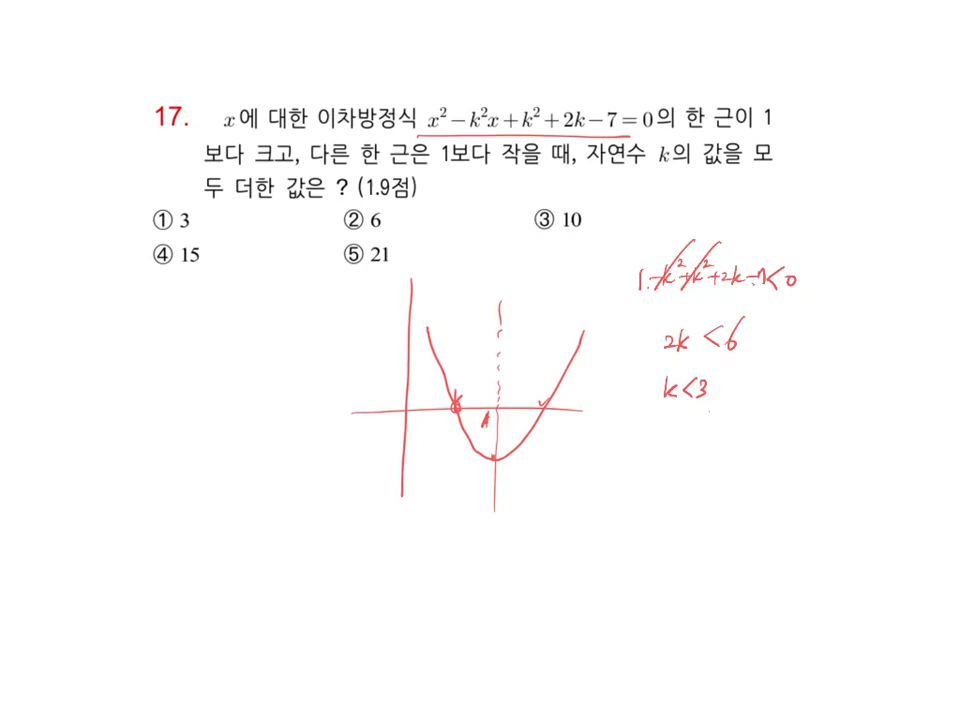 17. x에 대한 이차방정식 x²−k²x+k²+2k−7=0의 한 근이 1
보다 크고, 다른 한 근은 1보다 작을 때, 자연수 k의 값을 모
두 더한 값은 ? (1.9점)
① 3 ② 6 ③ 10
④ 15 ⑤ 21
1-k²+k²+2k-7<0
2k <6
k<3